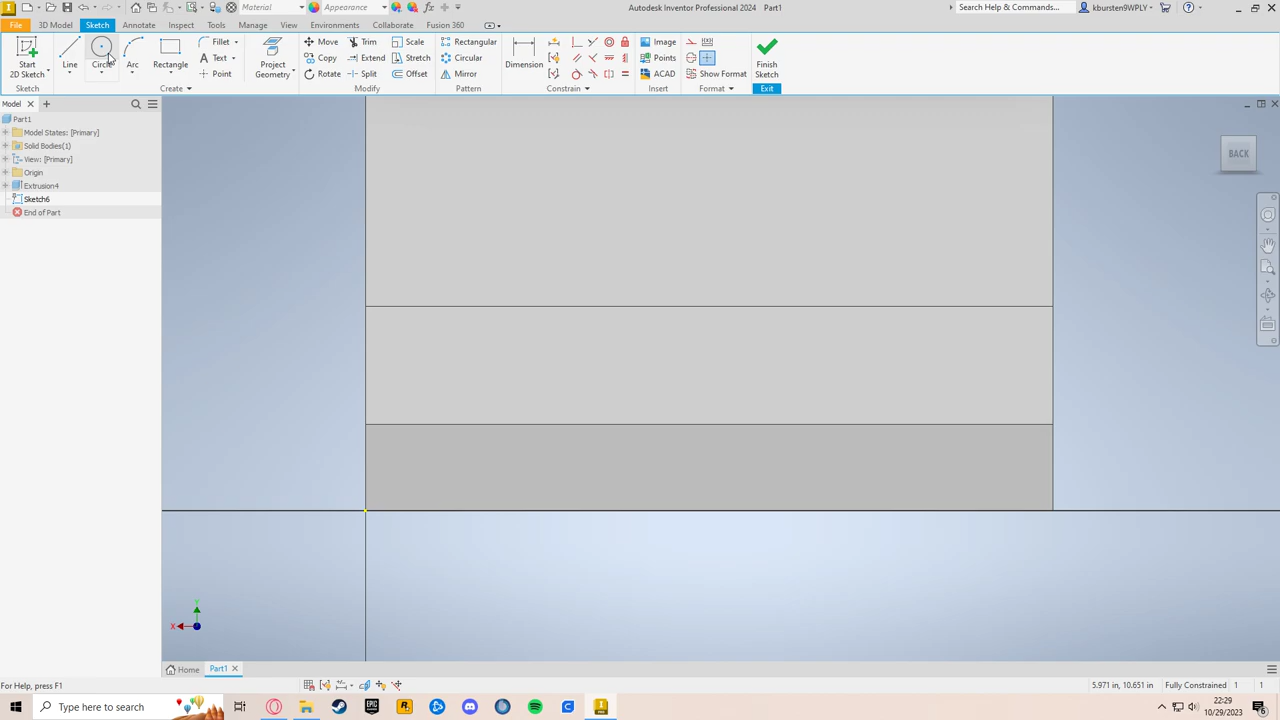 Material
Appearance
Autodesk Inventor Professional 2024 Part1
Search Help & Commands...
kbursten9WPLY
File
3D Model
Sketch
Annotate
Inspect
Tools
Manage
View
Environments
Collaborate
Fusion 360
Start
2D Sketch
Line
Circle
Arc
Rectangle
Fillet
Text
Point
Project
Geometry
Move
Copy
Rotate
Trim
Extend
Split
Scale
Stretch
Offset
Rectangular
Circular
Mirror
Dimension
Image
Points
ACAD
Show Format
Finish
Sketch
Sketch
Create
Modify
Pattern
Constrain
Insert
Format
Exit
Model
Part1
Model States: [Primary]
Solid Bodies(1)
View: [Primary]
Origin
Extrusion4
Sketch6
End of Part
BACK
Y
X
Home
Part1
For Help, press F1
5.971 in, 10.651 in
Fully Constrained
1
1
Type here to search
22:29
10/29/2023
6